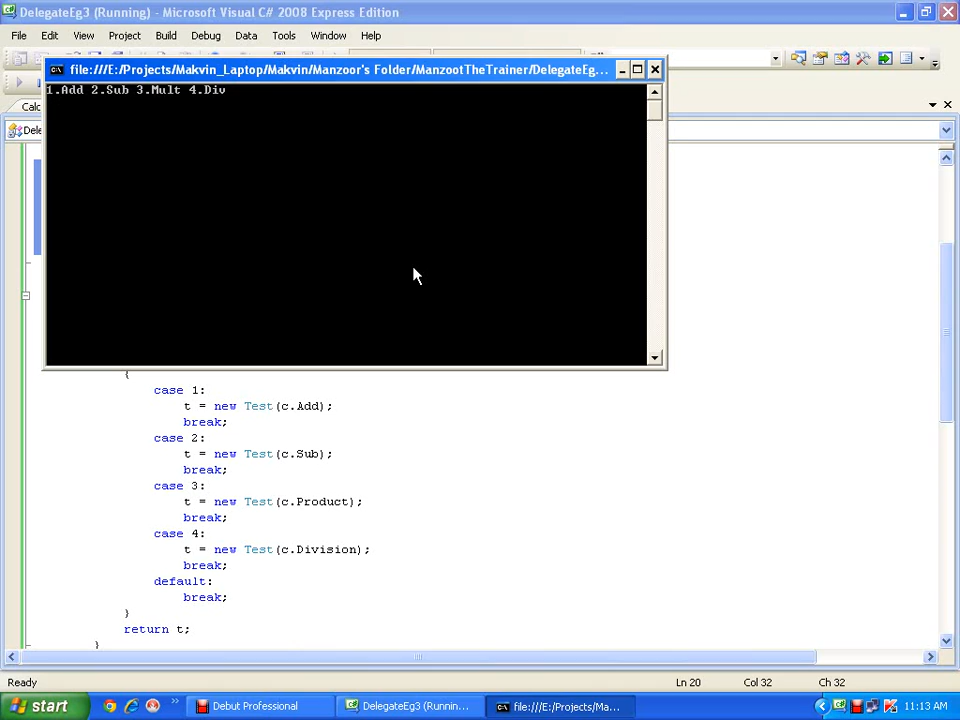 DelegateEg3 (Running) - Microsoft Visual C# 2008 Express Edition
File Edit View Project Build Debug Data Tools Window Help
file:///E:/Projects/Makvin_Laptop/Makvin/Manzoor's Folder/ManzootTheTrainer/DelegateEg...
1.Add 2.Sub 3.Mult 4.Div
{
case 1:
t = new Test(c.Add);
break;
case 2:
t = new Test(c.Sub);
break;
case 3:
t = new Test(c.Product);
break;
case 4:
t = new Test(c.Division);
break;
default:
break;
}
return t;
}
Ready Ln 20 Col 32 Ch 32
start Debut Professional DelegateEg3 (Runnin... file:///E:/Projects/Ma... 11:13 AM